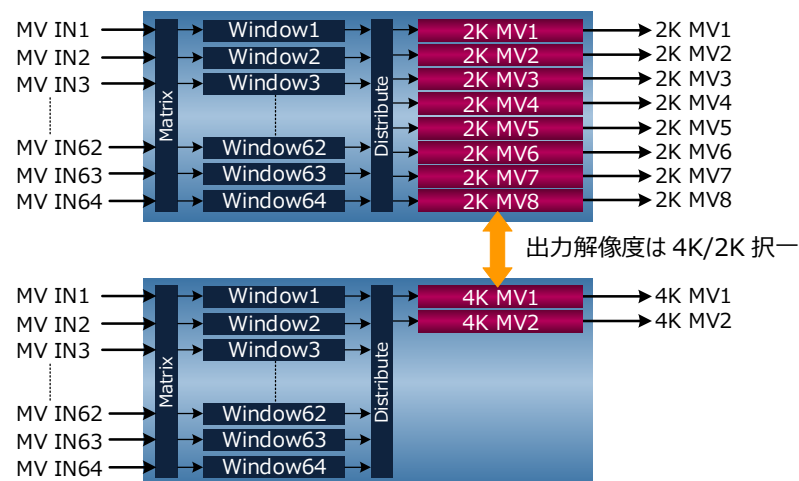 MV IN1 Window1 2K MV1 2K MV1
MV IN2 Window2 2K MV2 2K MV2
MV IN3 Window3 2K MV3 2K MV3
Matrix
Distribute
2K MV4 2K MV4
2K MV5 2K MV5
MV IN62 Window62 2K MV6 2K MV6
MV IN63 Window63 2K MV7 2K MV7
MV IN64 Window64 2K MV8 2K MV8
出力解像度は 4K/2K 択一
MV IN1 Window1 4K MV1 4K MV1
MV IN2 Window2 4K MV2 4K MV2
MV IN3 Window3
Matrix
Distribute
MV IN62 Window62
MV IN63 Window63
MV IN64 Window64